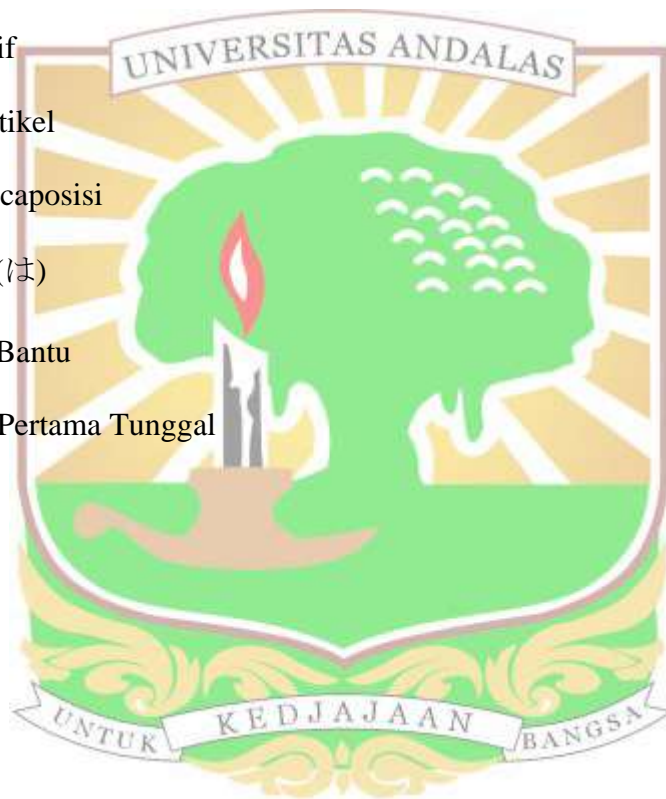 UNIVERSITAS ANDALAS
if
tikel
caposisi
(は)
Bantu
Pertama Tunggal
UNTUK KEDJAJAAN BANGSA